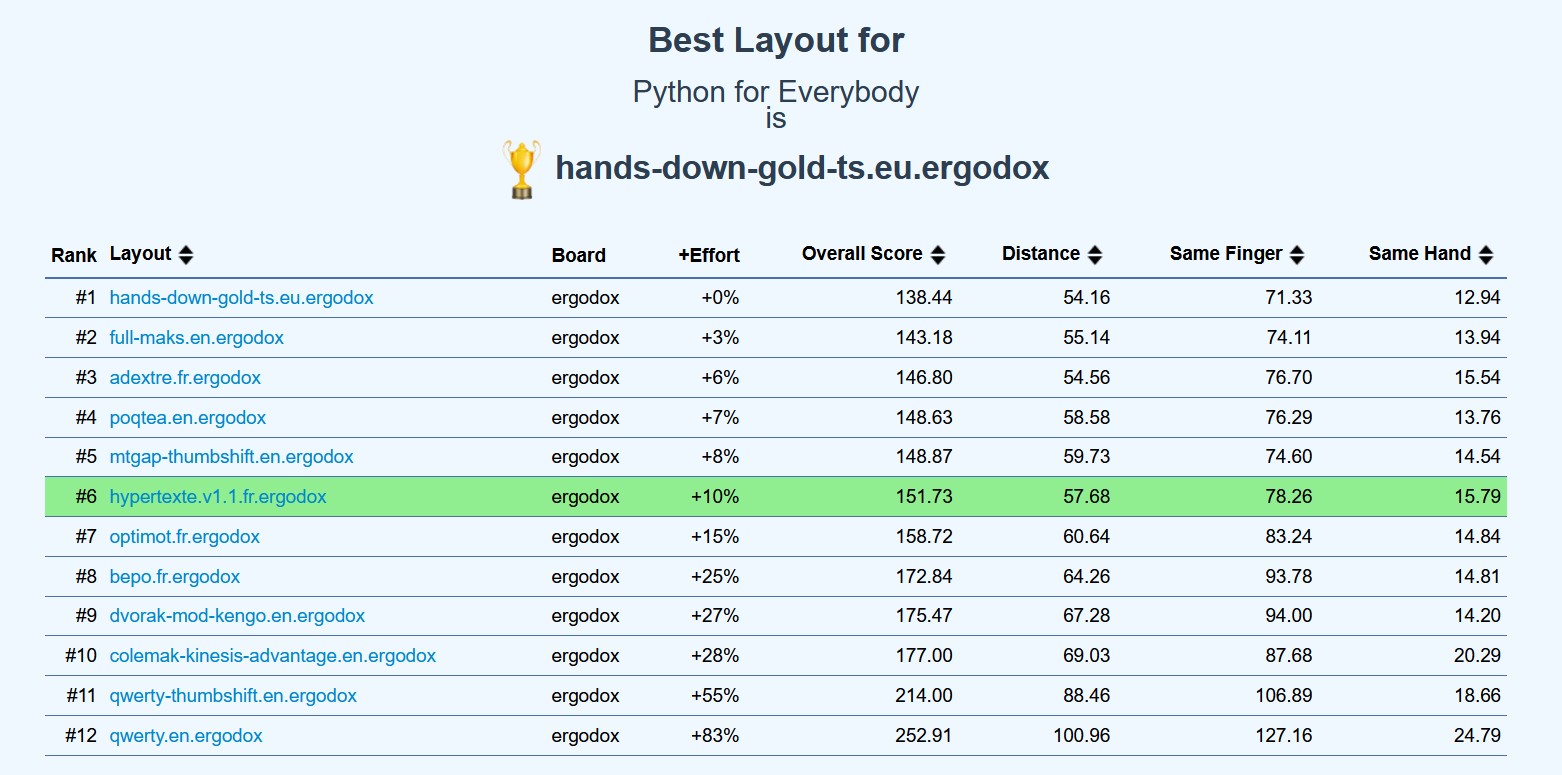 Best Layout for
Python for Everybody
is
hands-down-gold-ts.eu.ergodox
Rank Layout Board +Effort Overall Score Distance Same Finger Same Hand
#1 hands-down-gold-ts.eu.ergodox ergodox +0% 138.44 54.16 71.33 12.94
#2 full-maks.en.ergodox ergodox +3% 143.18 55.14 74.11 13.94
#3 adextre.fr.ergodox ergodox +6% 146.80 54.56 76.70 15.54
#4 poqtea.en.ergodox ergodox +7% 148.63 58.58 76.29 13.76
#5 mtgap-thumbshift.en.ergodox ergodox +8% 148.87 59.73 74.60 14.54
#6 hypertexte.v1.1.fr.ergodox ergodox +10% 151.73 57.68 78.26 15.79
#7 optimot.fr.ergodox ergodox +15% 158.72 60.64 83.24 14.84
#8 bepo.fr.ergodox ergodox +25% 172.84 64.26 93.78 14.81
#9 dvorak-mod-kengo.en.ergodox ergodox +27% 175.47 67.28 94.00 14.20
#10 colemak-kinesis-advantage.en.ergodox ergodox +28% 177.00 69.03 87.68 20.29
#11 qwerty-thumbshift.en.ergodox ergodox +55% 214.00 88.46 106.89 18.66
#12 qwerty.en.ergodox ergodox +83% 252.91 100.96 127.16 24.79